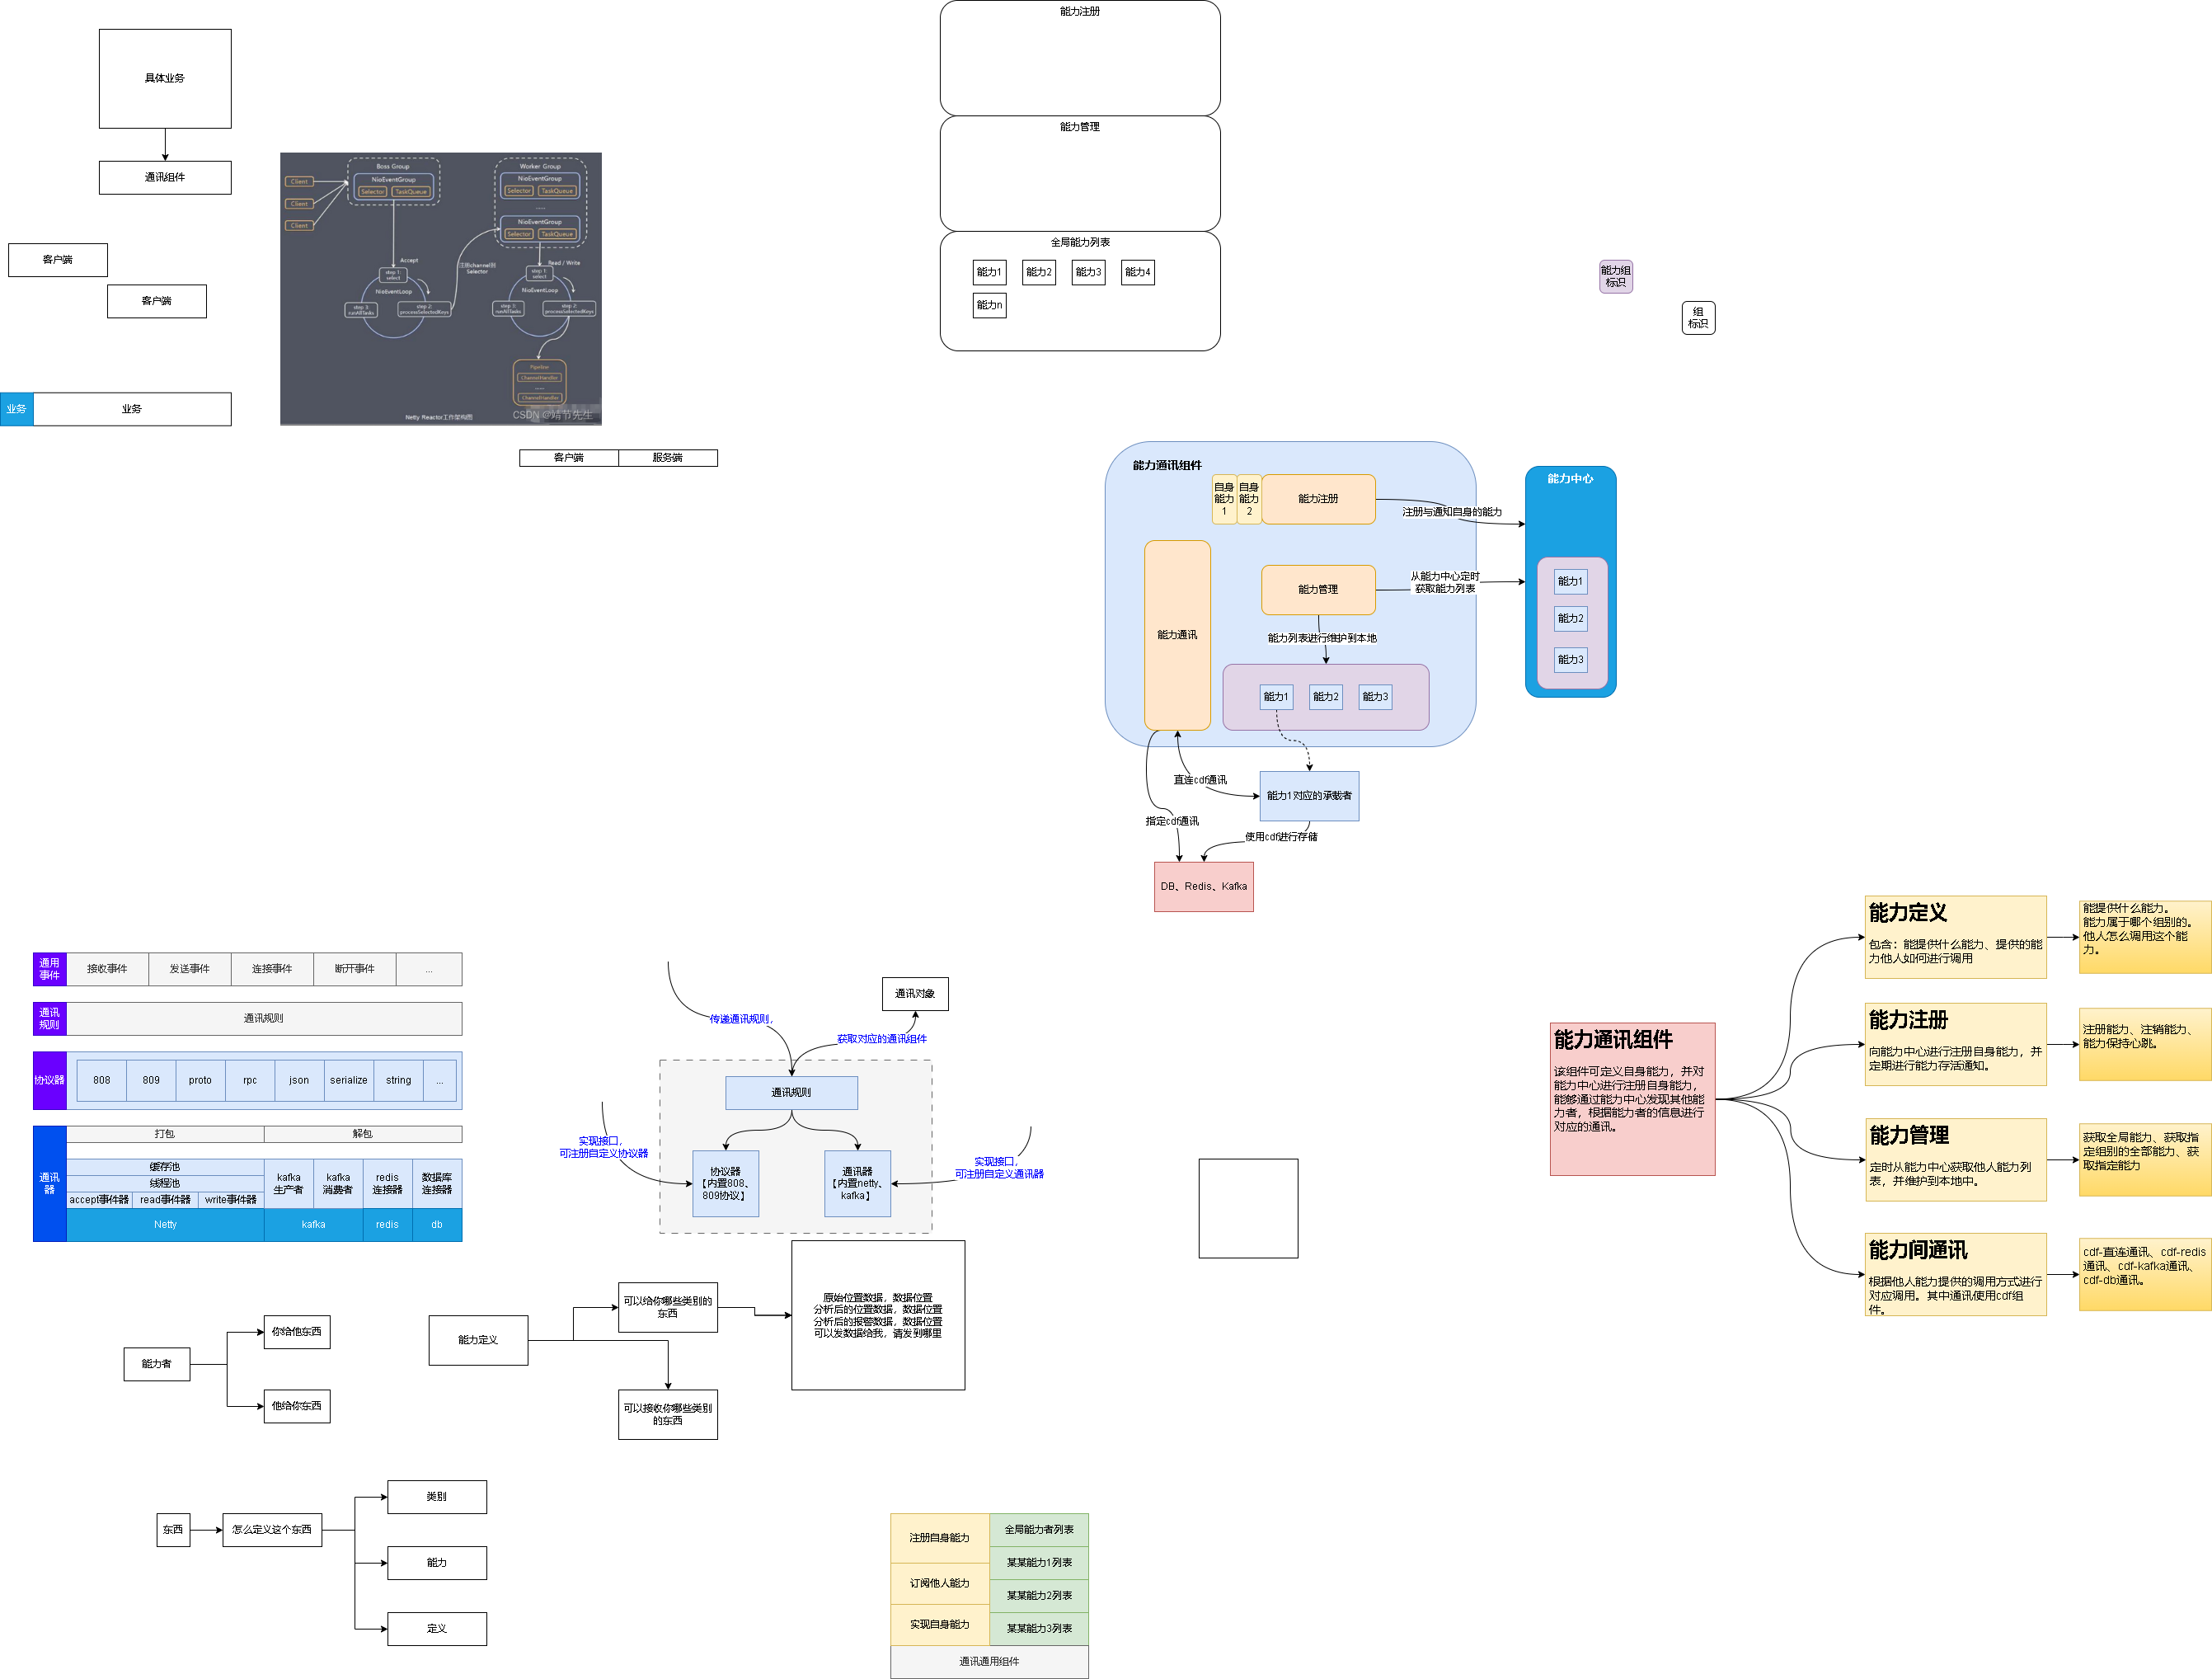 具体业务
通讯组件
客户端
客户端
业务
业务
Boss Group
NioEventGroup
Selector
TaskQueue
Client
Client
Client
Worker Group
NioEventGroup
Selector
TaskQueue
......
NioEventGroup
Selector
TaskQueue
Accept
注册channel到
Selector
Read / Write
step 1:
select
NioEventLoop
step 3:
runAllTasks
step 2:
processSelectedKeys
step 1:
select
NioEventLoop
step 3:
runAllTasks
step 2:
processSelectedKeys
Pipeline
ChannelHandler
......
ChannelHandler
Netty Reactor工作架构图
CSDN @靖节先生
客户端
服务端
能力注册
能力管理
全局能力列表
能力1
能力2
能力3
能力4
能力n
能力组
标识
组
标识
能力通讯组件
自身
能力
1
自身
能力
2
能力注册
注册与通知自身的能力
能力中心
能力1
能力2
能力3
能力通讯
能力管理
从能力中心定时
获取能力列表
能力列表进行维护到本地
能力1
能力2
能力3
直连cdf通讯
能力1对应的承载者
指定cdf通讯
使用cdf进行存储
DB、Redis、Kafka
能力通讯组件
该组件可定义自身能力，并对
能力中心进行注册自身能力，
能够通过能力中心发现其他能
力者，根据能力者的信息进行
对应的通讯。
能力定义
包含：能提供什么能力、提供的能
力他人如何进行调用
能提供什么能力。
能力属于哪个组别的。
他人怎么调用这个能
力。
能力注册
向能力中心进行注册自身能力，并
定期进行能力存活通知。
注册能力、注销能力、
能力保持心跳。
能力管理
定时从能力中心获取他人能力列
表，并维护到本地中。
获取全局能力、获取指
定组别的全部能力、获
取指定能力
能力间通讯
根据他人能力提供的调用方式进行
对应调用。其中通讯使用cdf组
件。
cdf-直连通讯、cdf-redis
通讯、cdf-kafka通讯、
cdf-db通讯。
通用
事件
接收事件
发送事件
连接事件
断开事件
...
通讯
规则
通讯规则
协议器
808
809
proto
rpc
json
serialize
string
...
通讯
器
打包
解包
缓存池
线程池
accept事件器
read事件器
write事件器
kafka
生产者
kafka
消费者
redis
连接器
数据库
连接器
Netty
kafka
redis
db
传递通讯规则，
通讯对象
获取对应的通讯组件
通讯规则
实现接口，
可注册自定义协议器
协议器
【内置808、
809协议】
通讯器
【内置netty、
kafka】
实现接口，
可注册自定义通讯器
能力者
你给他东西
他给你东西
能力定义
可以给你哪些类别的
东西
可以接收你哪些类别
的东西
原始位置数据，数据位置
分析后的位置数据，数据位置
分析后的报警数据，数据位置
可以发数据给我，请发到哪里
东西
怎么定义这个东西
类别
能力
定义
注册自身能力
订阅他人能力
实现自身能力
全局能力者列表
某某能力1列表
某某能力2列表
某某能力3列表
通讯通用组件